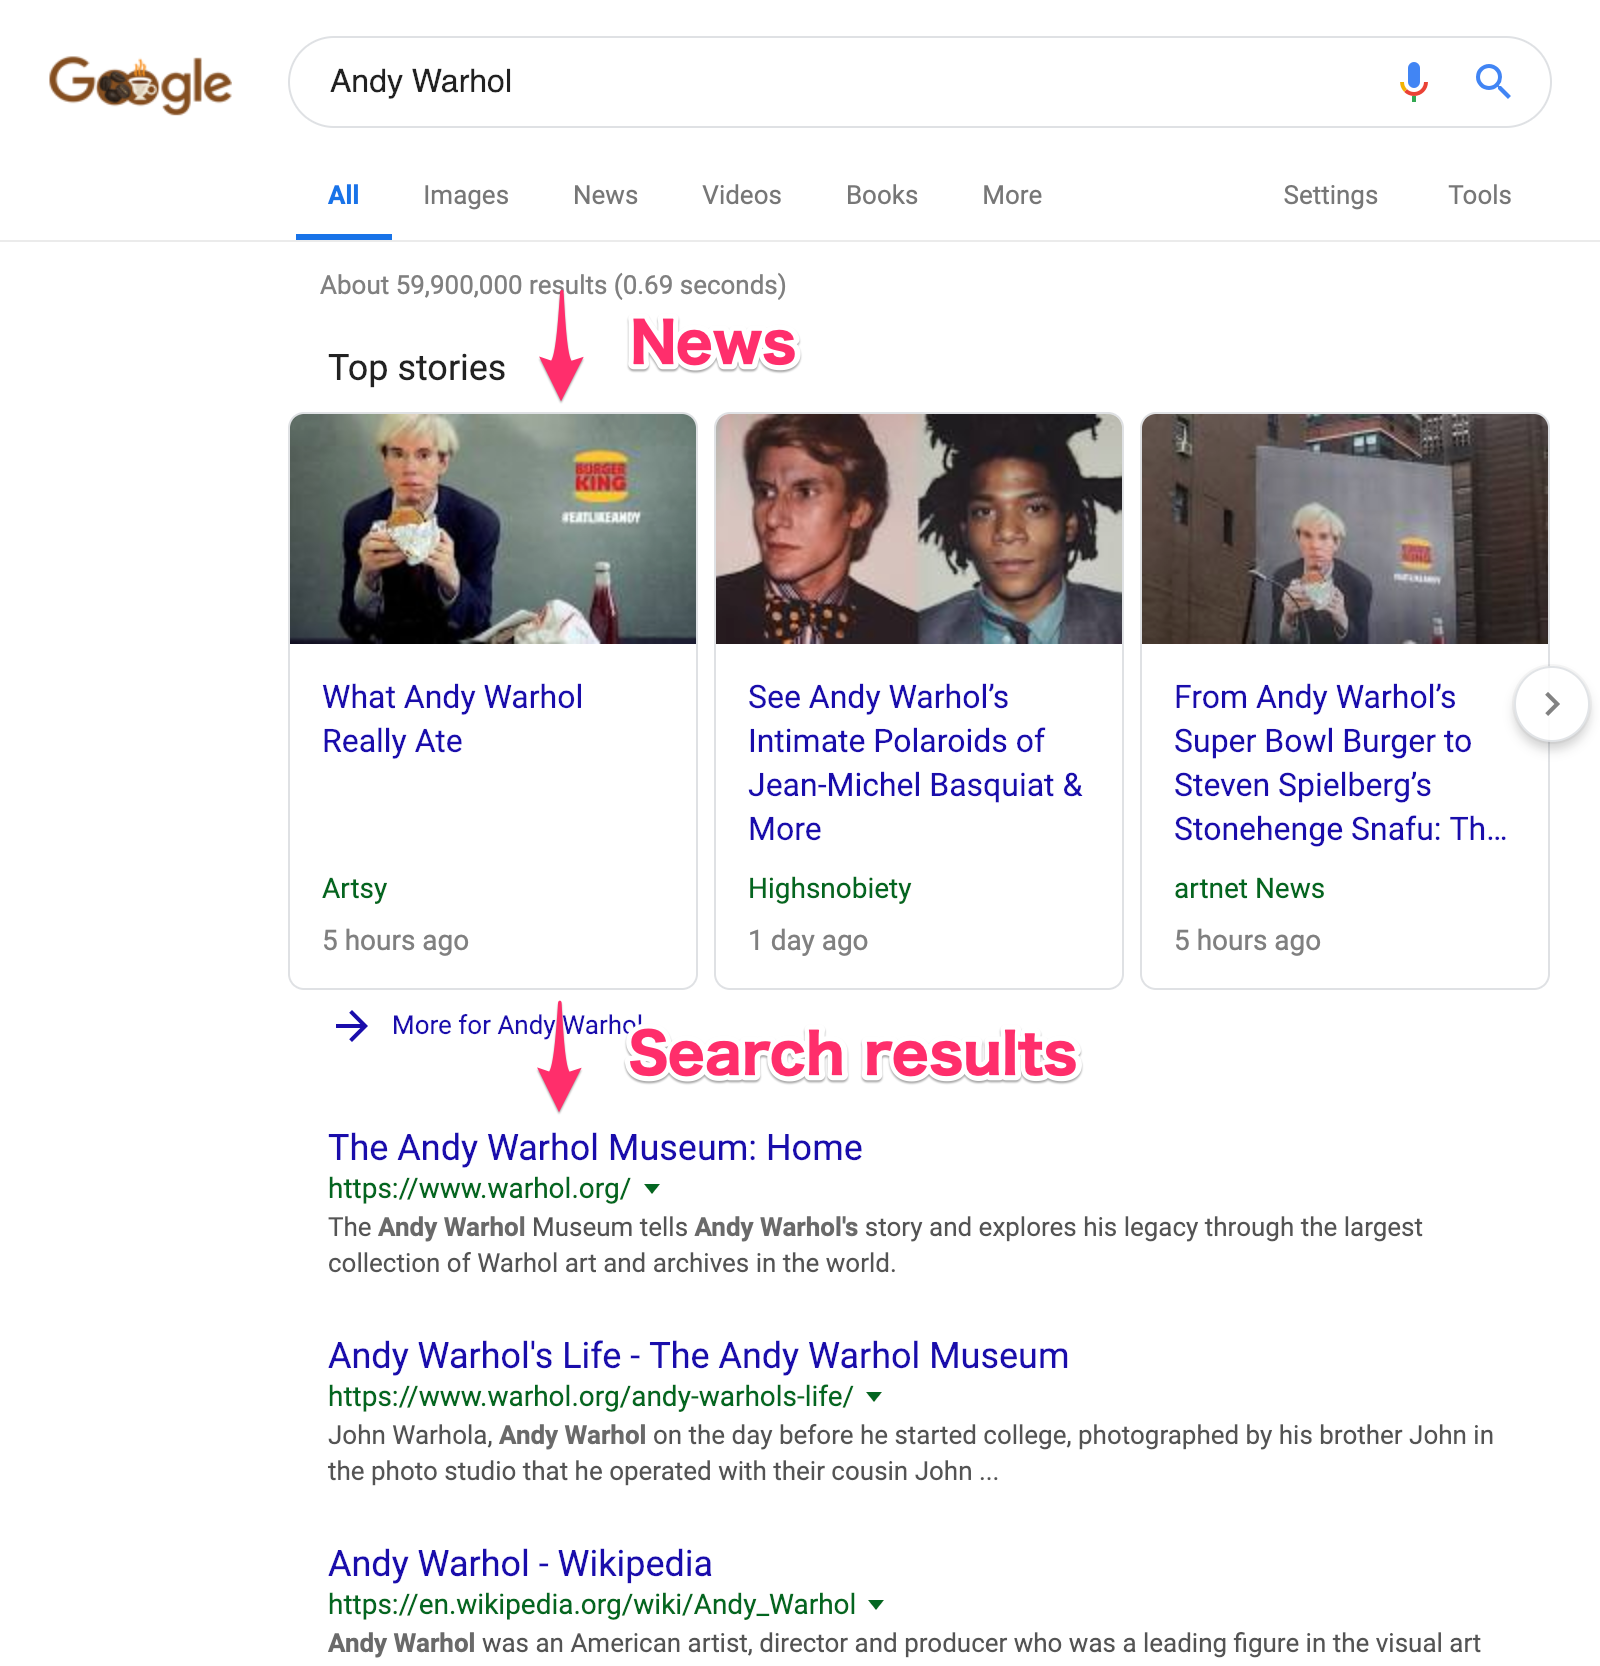 Google
Andy Warhol
All Images News Videos Books More Settings Tools
About 59,900,000 results (0.69 seconds)
News
Top stories
BURGER
KING
#EATLIKEANDY
BURGER
KING
#EATLIKEANDY
What Andy Warhol
Really Ate
Artsy
5 hours ago
See Andy Warhol’s
Intimate Polaroids of
Jean-Michel Basquiat &
More
Highsnobiety
1 day ago
From Andy Warhol’s
Super Bowl Burger to
Steven Spielberg’s
Stonehenge Snafu: Th...
artnet News
5 hours ago
More for Andy Warhol
Search results
The Andy Warhol Museum: Home
https://www.warhol.org/
The Andy Warhol Museum tells Andy Warhol's story and explores his legacy through the largest
collection of Warhol art and archives in the world.
Andy Warhol's Life - The Andy Warhol Museum
https://www.warhol.org/andy-warhols-life/
John Warhola, Andy Warhol on the day before he started college, photographed by his brother John in
the photo studio that he operated with their cousin John ...
Andy Warhol - Wikipedia
https://en.wikipedia.org/wiki/Andy_Warhol
Andy Warhol was an American artist, director and producer who was a leading figure in the visual art